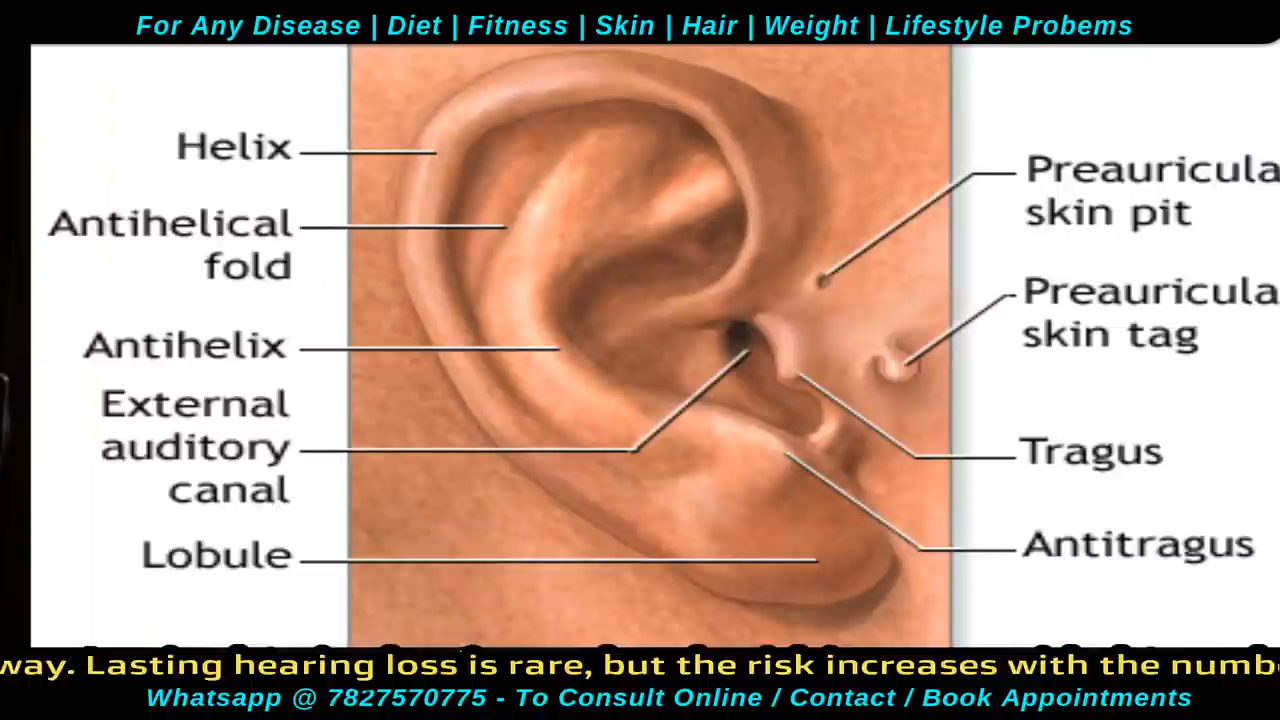 For Any Disease | Diet | Fitness | Skin | Hair | Weight | Lifestyle Probems
Helix
Antihelical
fold
Antihelix
External
auditory
canal
Lobule
Preauricula
skin pit
Preauricula
skin tag
Tragus
Antitragus
way. Lasting hearing loss is rare, but the risk increases with the numb
Whatsapp @ 7827570775 - To Consult Online / Contact / Book Appointments